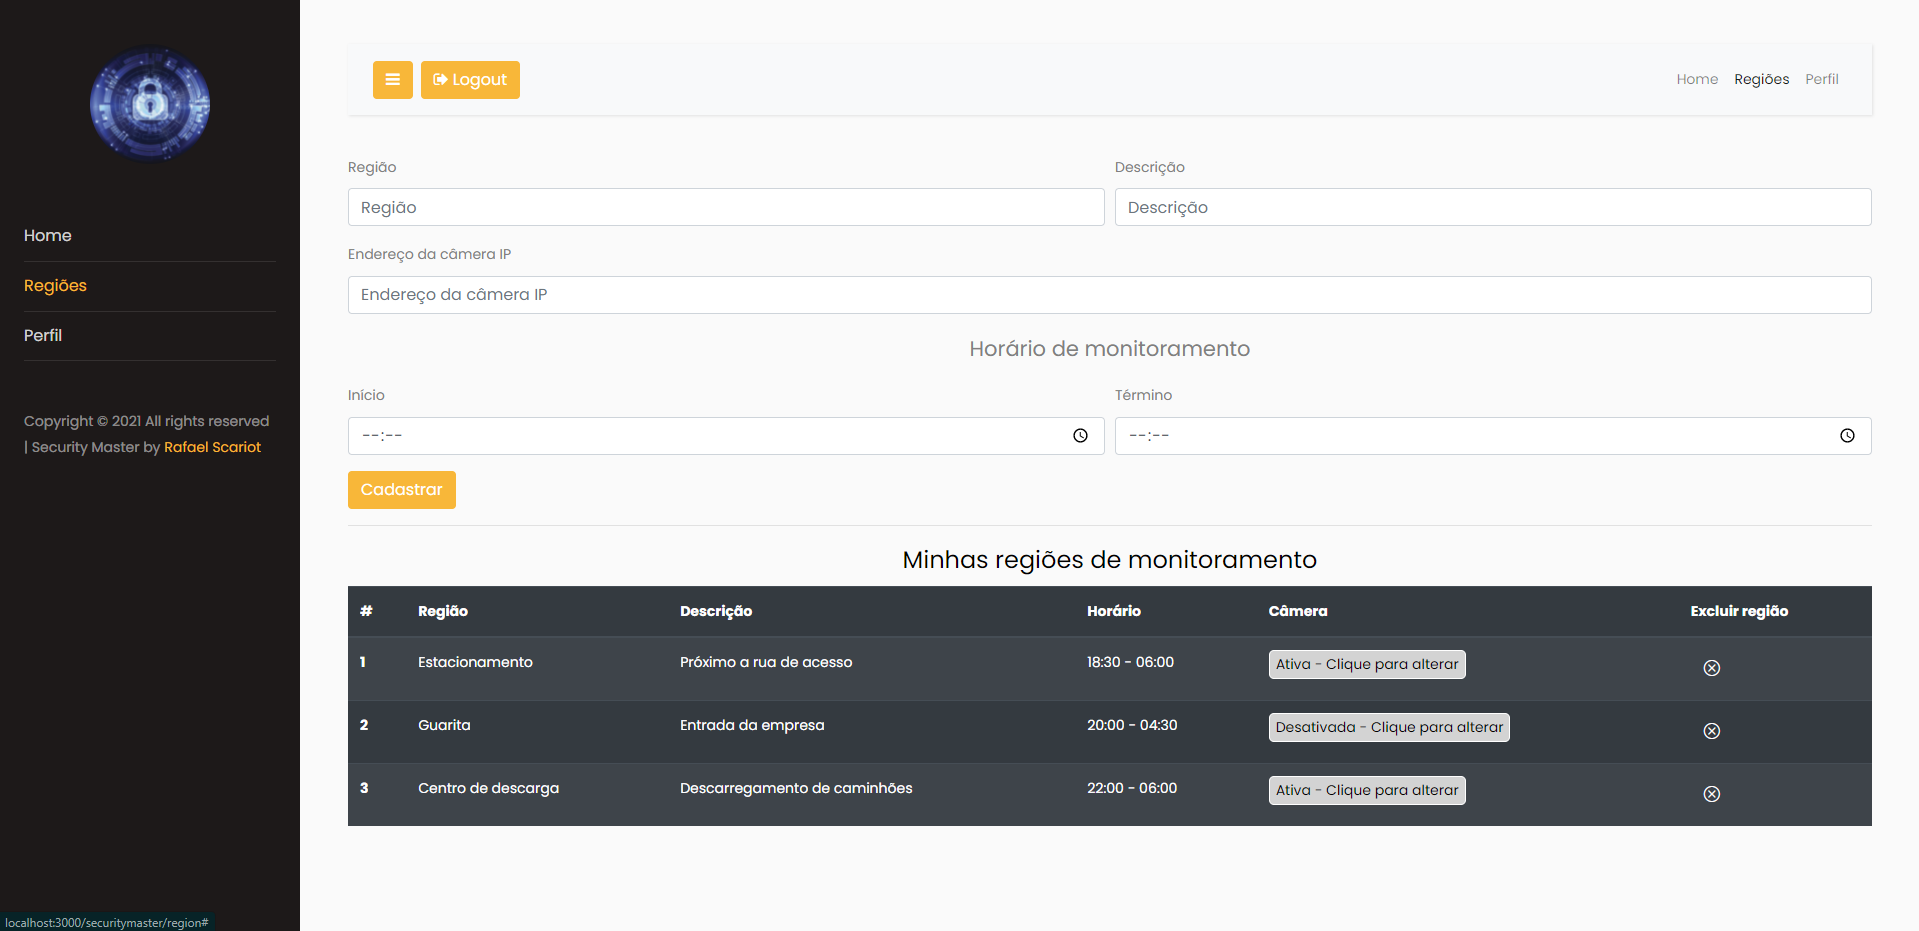 Home
Regiões
Perfil
Copyright © 2021 All rights reserved
| Security Master by Rafael Scariot
Logout
Home Regiões Perfil
Região Descrição
Região Descrição
Endereço da câmera IP
Endereço da câmera IP
Horário de monitoramento
Início Término
--:-- --:--
Cadastrar
Minhas regiões de monitoramento
# Região Descrição Horário Câmera Excluir região
1 Estacionamento Próximo a rua de acesso 18:30 - 06:00 Ativa - Clique para alterar
2 Guarita Entrada da empresa 20:00 - 04:30 Desativada - Clique para alterar
3 Centro de descarga Descarregamento de caminhões 22:00 - 06:00 Ativa - Clique para alterar
localhost:3000/securitymaster/region#